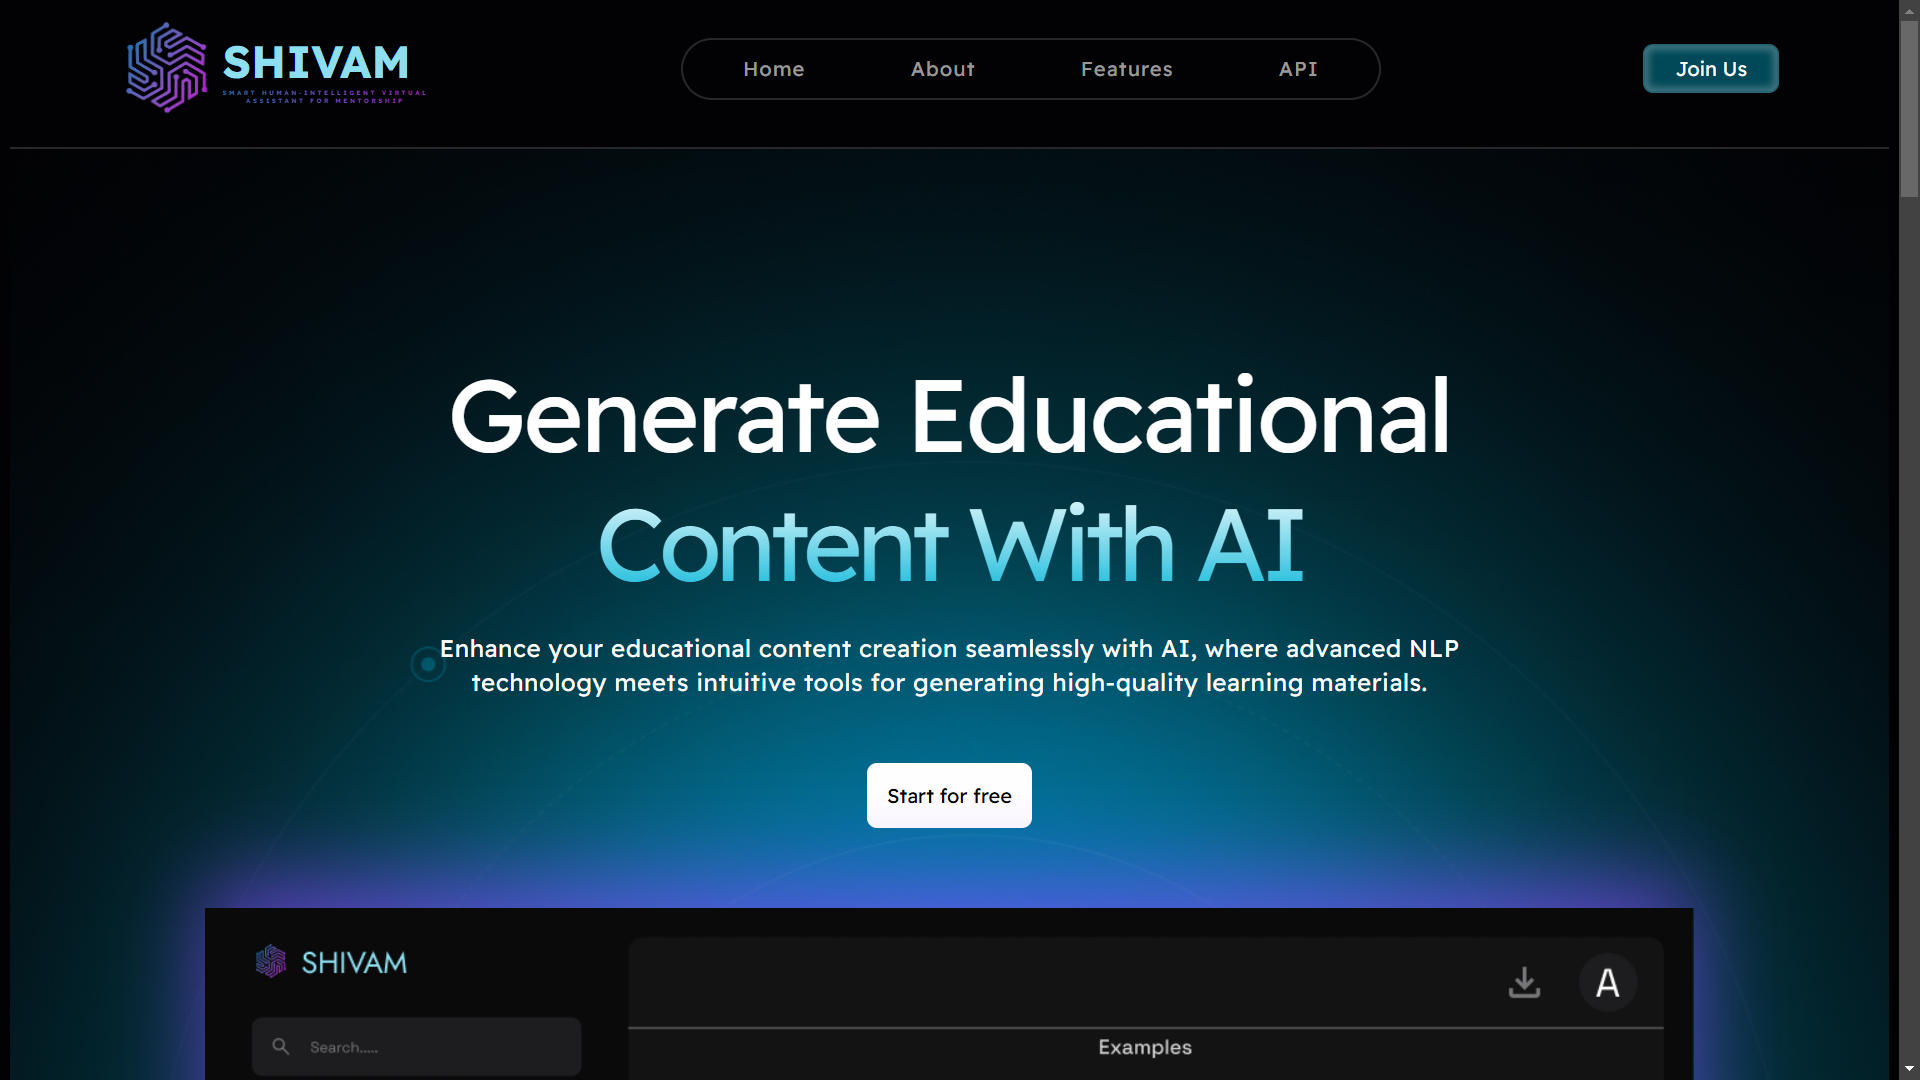 SHIVAM
SMART HUMAN-INTELLIGENT VIRTUAL
ASSISTANT FOR MENTORSHIP
Home
About
Features
API
Join Us
Generate Educational
Content With AI
Enhance your educational content creation seamlessly with AI, where advanced NLP
technology meets intuitive tools for generating high-quality learning materials.
Start for free
SHIVAM
A
Search.....
Examples